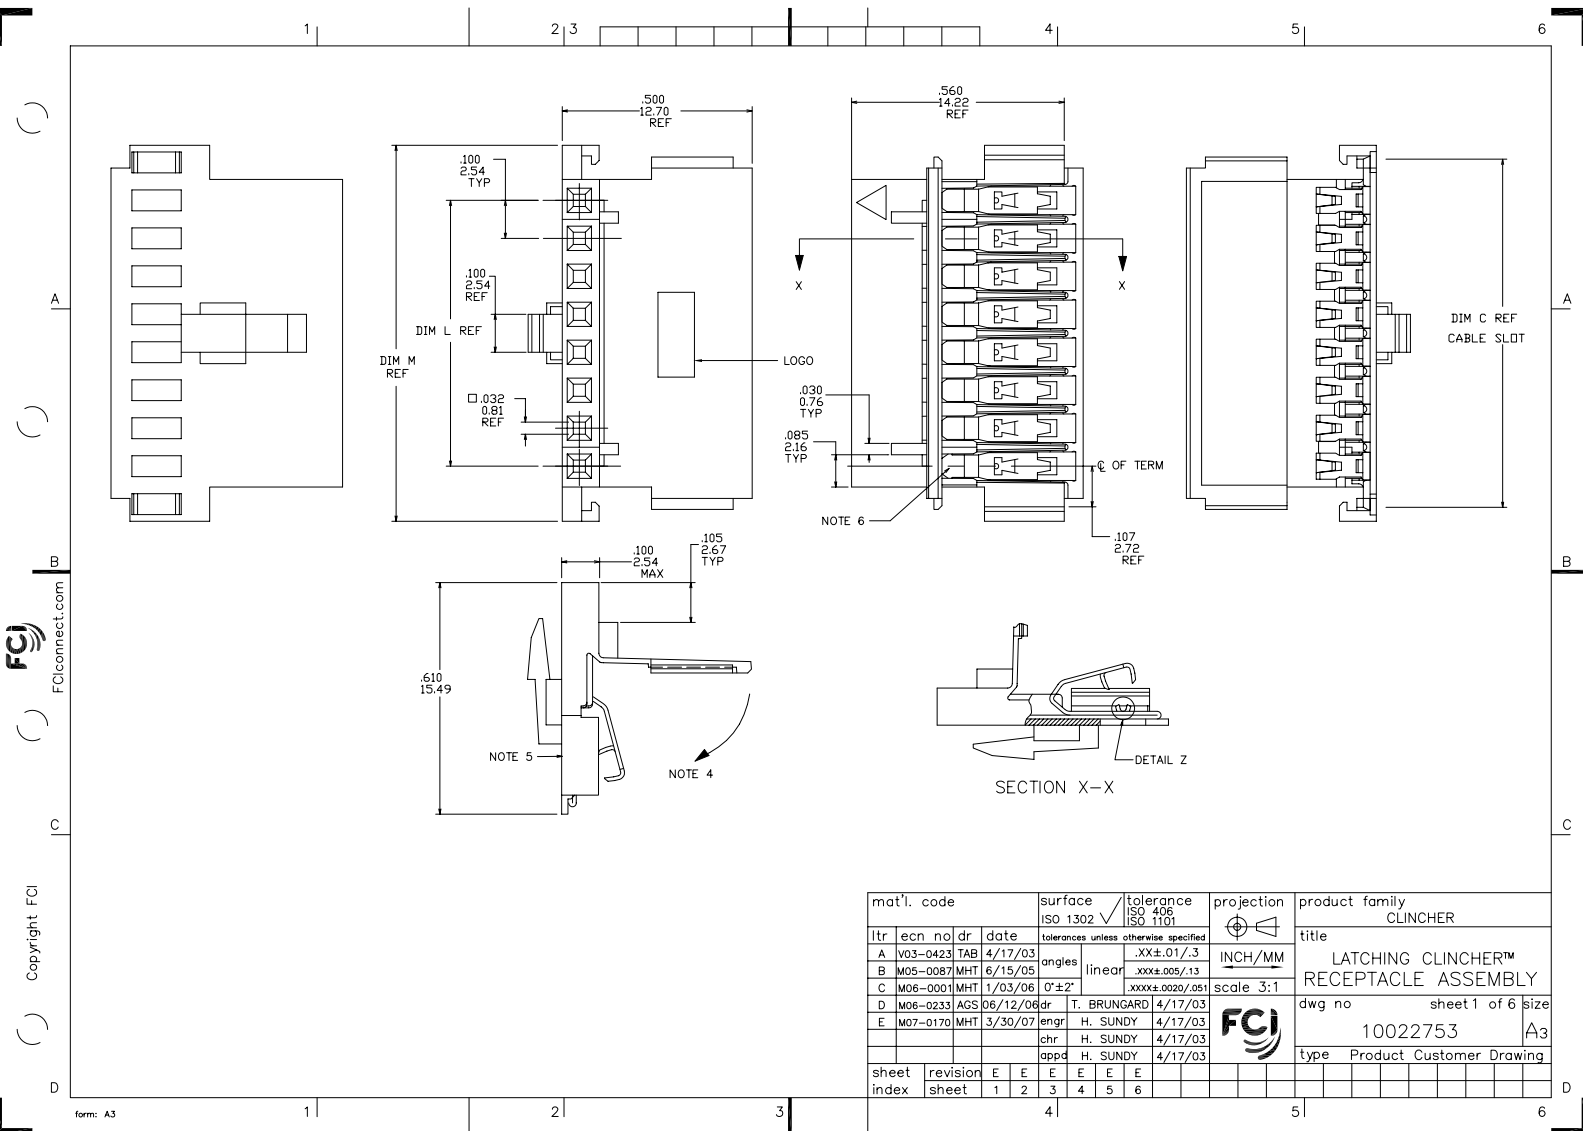 1
2
3
4
5
6
.500
12.70
REF
.560
14.22
REF
.100
2.54
TYP
A
.100
2.54
REF
X
X
A
DIM L REF
DIM C REF
CABLE SLOT
DIM M
REF
LOGO
□ .032
0.81
REF
.030
0.76
TYP
.085
2.16
TYP
℄ OF TERM
NOTE 6
.107
2.72
REF
B
.100
2.54
MAX
.105
2.67
TYP
B
FCI
FCIconnect.com
.610
15.49
NOTE 5
NOTE 4
DETAIL Z
SECTION X-X
C
C
Copyright FCI
mat'l. code
surface
ISO 1302
tolerance
ISO 406
ISO 1101
projection
product family
CLINCHER
ltr ecn no dr date
tolerances unless otherwise specified
title
A V03-0423 TAB 4/17/03
B M05-0087 MHT 6/15/05
C M06-0001 MHT 1/03/06
D M06-0233 AGS 06/12/06
E M07-0170 MHT 3/30/07
angles
0°±2°
linear
.XX±.01/.3
.XXX±.005/.13
.XXXX±.0020/.051
INCH/MM
scale 3:1
LATCHING CLINCHER™
RECEPTACLE ASSEMBLY
dr T. BRUNGARD 4/17/03
engr H. SUNDY 4/17/03
chr H. SUNDY 4/17/03
appd H. SUNDY 4/17/03
FCI
dwg no sheet 1 of 6 size
10022753 A3
type Product Customer Drawing
sheet revision E E E E E E
index sheet 1 2 3 4 5 6
D
D
form: A3
1
2
3
4
5
6